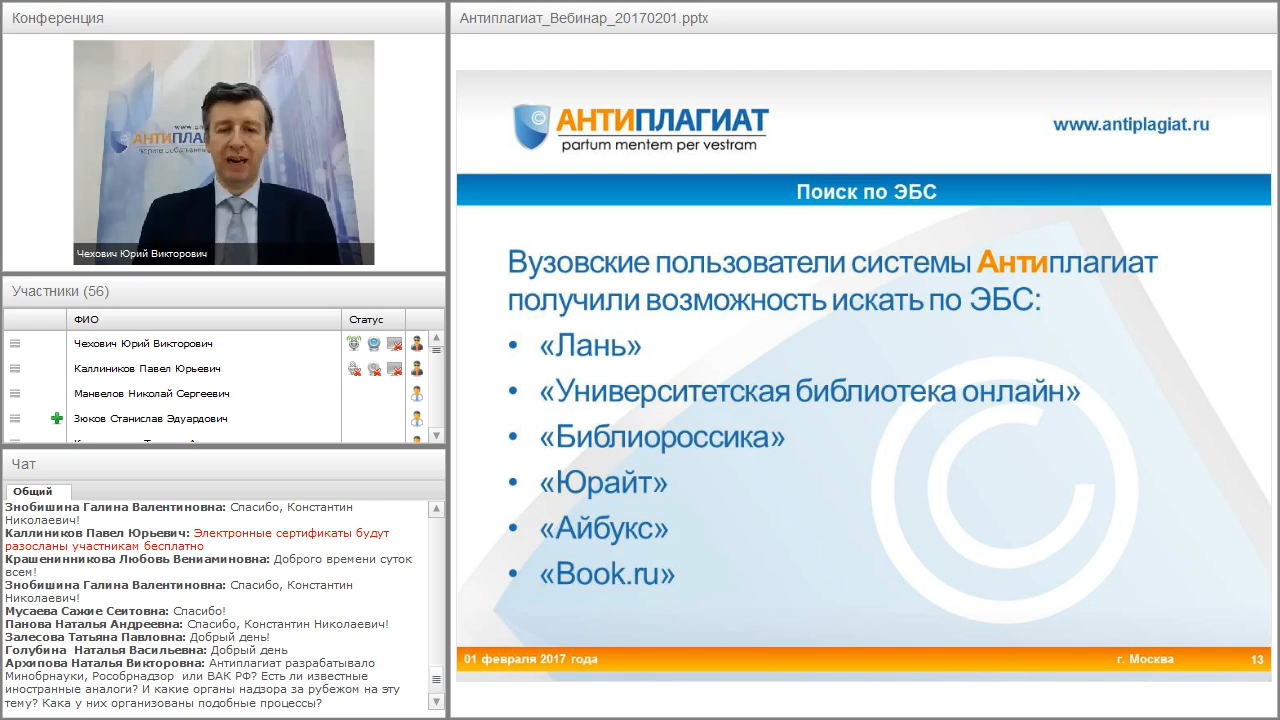 Конференция
www.an
АНТИПЛАГ
Чехович Юрий Викторович
Участники (56)
ФИО
Статус
Чехович Юрий Викторович
Каллиников Павел Юрьевич
Манвелов Николай Сергеевич
Зюков Станислав Эдуардович
Чат
Общий
Знобишина Галина Валентиновна: Спасибо, Константин
Николаевич!
Каллиников Павел Юрьевич: Электронные сертификаты будут
разосланы участникам бесплатно
Крашенинникова Любовь Вениаминовна: Доброго времени суток
всем!
Знобишина Галина Валентиновна: Спасибо, Константин
Николаевич!
Мусаева Сажие Сеитовна: Спасибо!
Панова Наталья Андреевна: Спасибо, Константин Николаевич!
Залесова Татьяна Павловна: Добрый день!
Голубина Наталья Васильевна: Добрый день
Архипова Наталья Викторовна: Антиплагиат разрабатывало
Минобрнауки, Рособрнадзор или ВАК РФ? Есть ли известные
иностранные аналоги? И какие органы надзора за рубежом на эту
тему? Кака у них организованы подобные процессы?
Антиплагиат_Вебинар_20170201.pptx
АНТИПЛАГИАТ
partum mentem per vestram
www.antiplagiat.ru
Поиск по ЭБС
Вузовские пользователи системы Антиплагиат
получили возможность искать по ЭБС:
• «Лань»
• «Университетская библиотека онлайн»
• «Библиороссика»
• «Юрайт»
• «Айбукс»
• «Book.ru»
01 февраля 2017 года
г. Москва
13